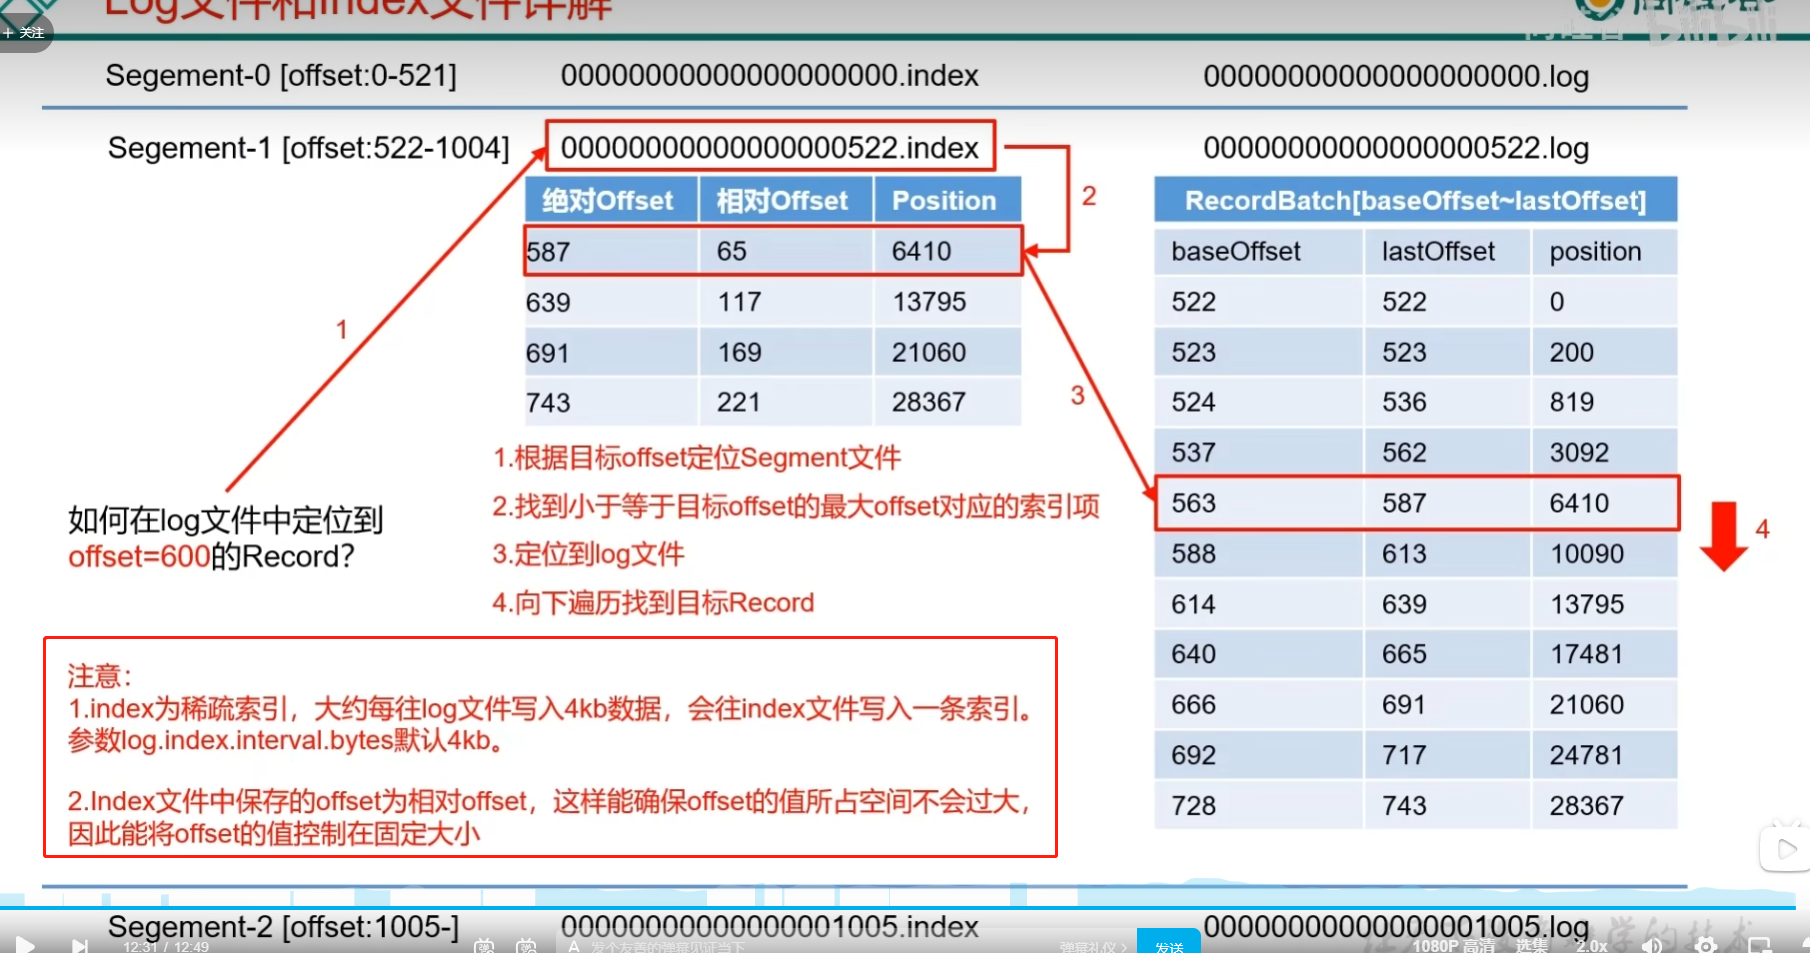 Log文件和Index文件详解
+ 关注
bilibili
Segement-0 [offset:0-521] 00000000000000000000.index 00000000000000000000.log
Segement-1 [offset:522-1004] 00000000000000000522.index 00000000000000000522.log
绝对Offset 相对Offset Position
587 65 6410
639 117 13795
691 169 21060
743 221 28367
1
2
3
4
RecordBatch[baseOffset~lastOffset]
baseOffset lastOffset position
522 522 0
523 523 200
524 536 819
537 562 3092
563 587 6410
588 613 10090
614 639 13795
640 665 17481
666 691 21060
692 717 24781
728 743 28367
如何在log文件中定位到
offset=600的Record？
1.根据目标offset定位Segment文件
2.找到小于等于目标offset的最大offset对应的索引项
3.定位到log文件
4.向下遍历找到目标Record
注意：
1.index为稀疏索引，大约每往log文件写入4kb数据，会往index文件写入一条索引。
参数log.index.interval.bytes默认4kb。
2.Index文件中保存的offset为相对offset，这样能确保offset的值所占空间不会过大，
因此能将offset的值控制在固定大小
Segement-2 [offset:1005-] 00000000000000001005.index 00000000000000001005.log
12:31 / 12:49
发个友善的弹幕见证当下
弹幕礼仪 >
发送
1080P 高清 选集 2.0x